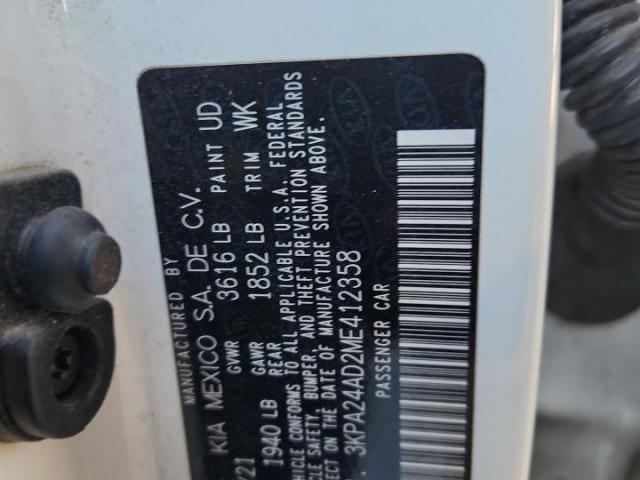 MANUFACTURED BY
KIA MEXICO S.A. DE C.V.
/21 GVWR 3616 LB PAINT UD
GAWR
1940 LB REAR 1852 LB TRIM WK
CONFORMS TO ALL APPLICABLE U.S.A. FEDERAL
VEHICLE SAFETY, BUMPER, AND THEFT PREVENTION STANDARDS
EFFECT ON THE DATE OF MANUFACTURE SHOWN ABOVE.
3KPA24AD2ME412358
PASSENGER CAR